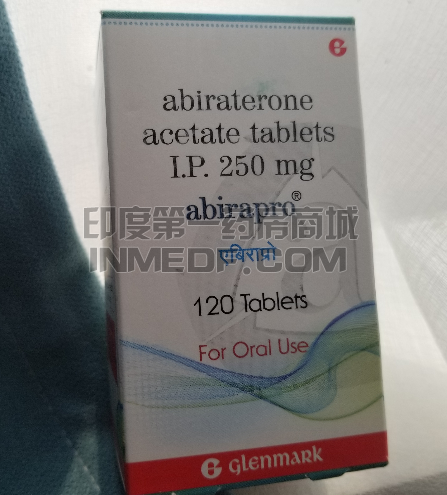 abiraterone
acetate tablets
I.P. 250 mg
abirapro®
印度第一药房商城
एबिराप्रो
INMEDP.COM
120 Tablets
For Oral Use
G glenmark